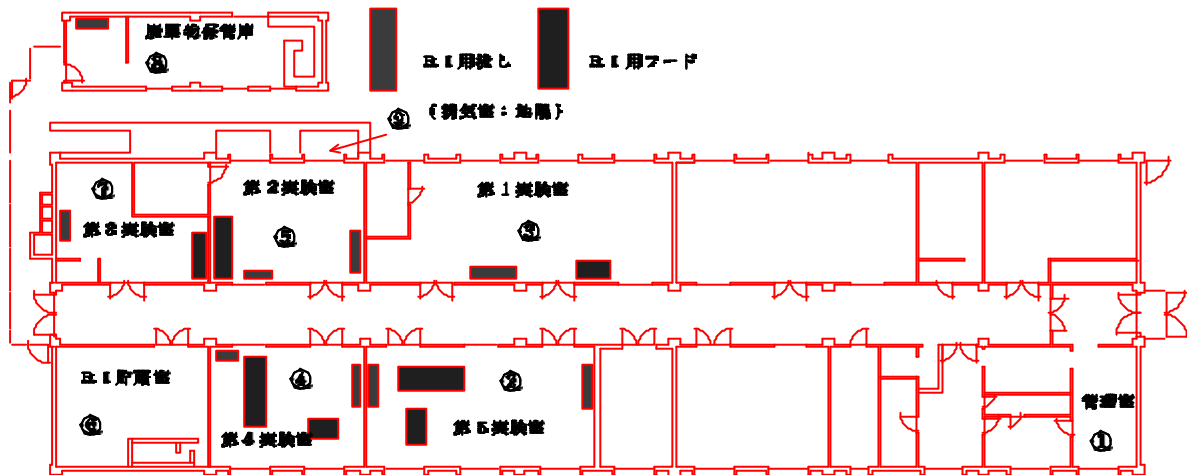 廃棄物保管庫
⑧
RI用流し
RI用フード
⑨
(排気室:地階)
⑦
第2実験室
第1実験室
第3実験室
⑤
③
RI貯蔵室
④
②
管理室
⑥
第4実験室
第5実験室
①